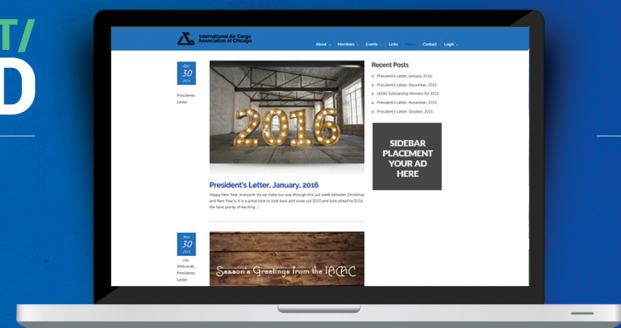 T/
D
International Air Cargo
Association of Chicago
About
Members
Events
Links
News
Contact
Login
Dec
30
2015
Presidents
Letter
2016
President's Letter, January, 2016
Happy New Year, everyone. As we make our way through this last week between Christmas
and New Year's, it is a great time to look back and close out 2015 and look ahead to 2016.
We have plenty of exciting ...
Recent Posts
President's Letter, January, 2016
President's Letter: December, 2015
IACAC Scholarship Winners for 2015
President's Letter: November, 2015
President's Letter: October, 2015
SIDEBAR
PLACEMENT
YOUR AD
HERE
30
2015
Presidents
Letter
Season's Greetings from the IACAC